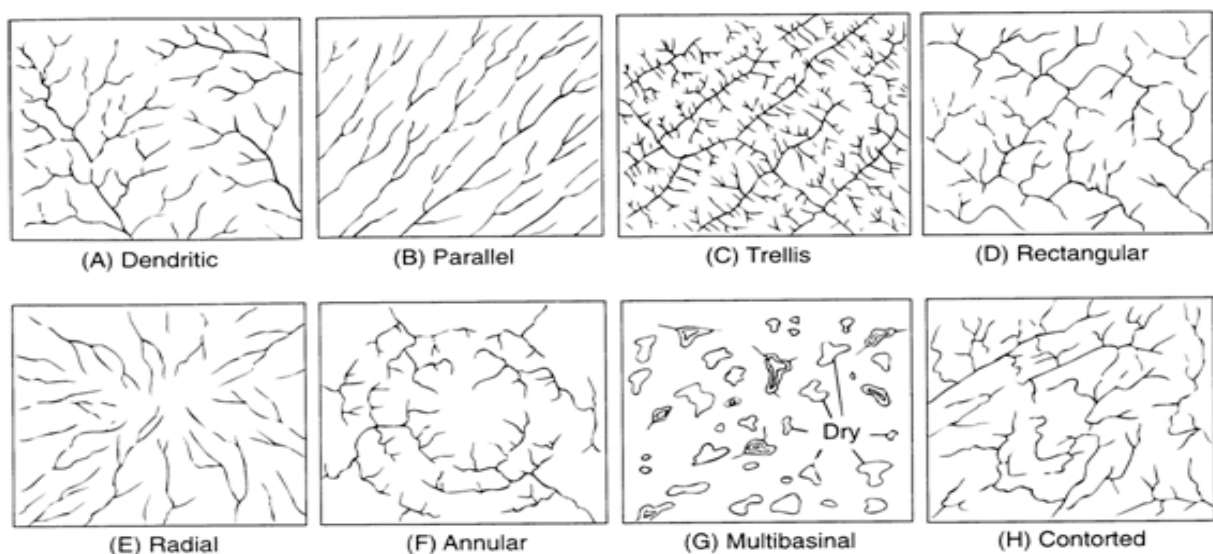 (A) Dendritic
(B) Parallel
(C) Trellis
(D) Rectangular
Dry
(E) Radial
(F) Annular
(G) Multibasinal
(H) Contorted